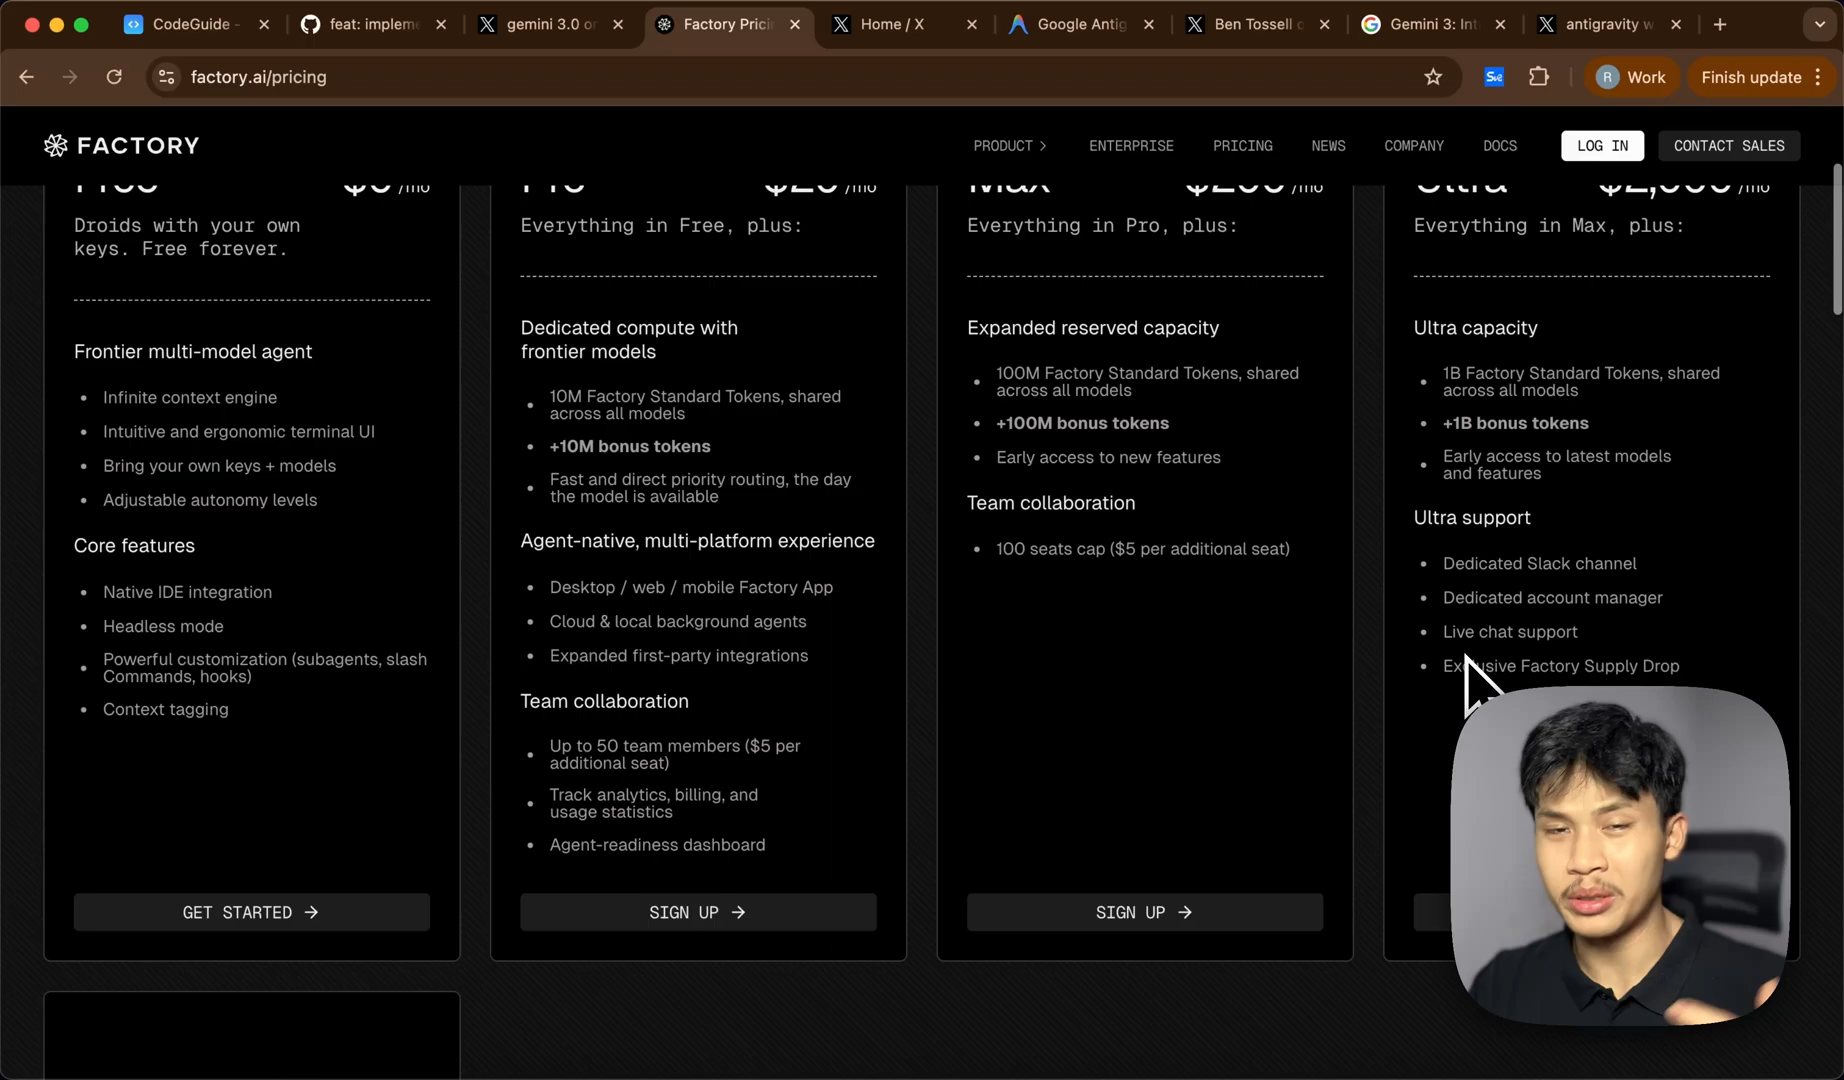 CodeGuide -
feat: impleme
gemini 3.0 or
Factory Prici
Home / X
Google Antig
Ben Tossell o
Gemini 3: Int
antigravity w
factory.ai/pricing
Sve
R
Work
Finish update
FACTORY
PRODUCT
ENTERPRISE
PRICING
NEWS
COMPANY
DOCS
LOG IN
CONTACT SALES
Free
/mo
Droids with your own
keys. Free forever.
Frontier multi-model agent
Infinite context engine
Intuitive and ergonomic terminal UI
Bring your own keys + models
Adjustable autonomy levels
Core features
Native IDE integration
Headless mode
Powerful customization (subagents, slash
Commands, hooks)
Context tagging
GET STARTED →
Pro
/mo
Everything in Free, plus:
Dedicated compute with
frontier models
10M Factory Standard Tokens, shared
across all models
+10M bonus tokens
Fast and direct priority routing, the day
the model is available
Agent-native, multi-platform experience
Desktop / web / mobile Factory App
Cloud & local background agents
Expanded first-party integrations
Team collaboration
Up to 50 team members ($5 per
additional seat)
Track analytics, billing, and
usage statistics
Agent-readiness dashboard
SIGN UP →
Max
/mo
Everything in Pro, plus:
Expanded reserved capacity
100M Factory Standard Tokens, shared
across all models
+100M bonus tokens
Early access to new features
Team collaboration
100 seats cap ($5 per additional seat)
SIGN UP →
Ultra
/mo
Everything in Max, plus:
Ultra capacity
1B Factory Standard Tokens, shared
across all models
+1B bonus tokens
Early access to latest models
and features
Ultra support
Dedicated Slack channel
Dedicated account manager
Live chat support
Exclusive Factory Supply Drop